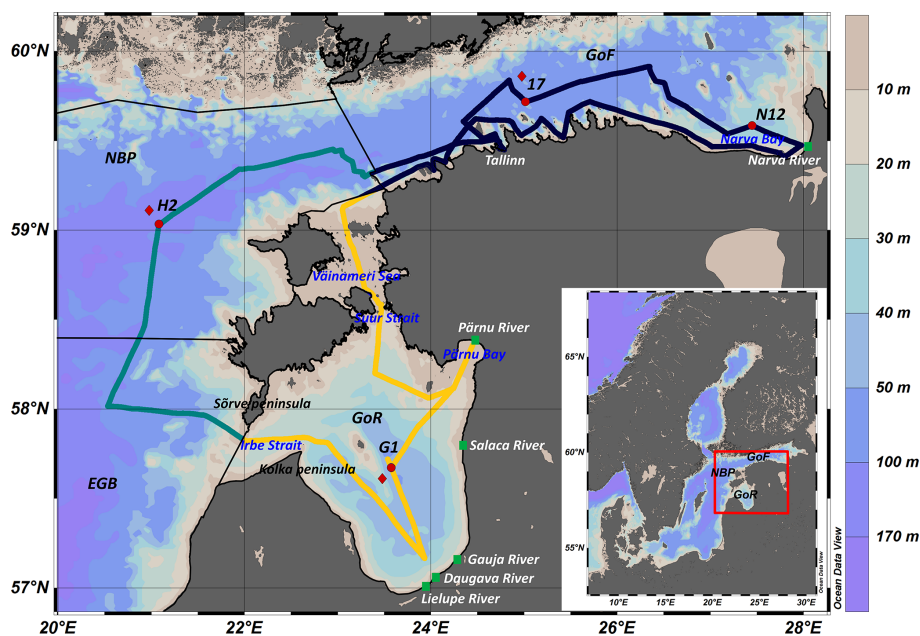 60°N
59°N
58°N
57°N
20°E
22°E
24°E
26°E
28°E
GoF
17
N12
Narva Bay
Narva River
Tallinn
NBP
H2
Väinameri Sea
Suur Strait
Pärnu River
Pärnu Bay
Sõrve peninsula
GoR
Irbe Strait
G1
Kolka peninsula
Salaca River
EGB
Gauja River
Daugava River
Lielupe River
65°N
60°N
55°N
10°E
15°E
20°E
25°E
30°E
GoF
NBP
GoR
Ocean Data View
10 m
20 m
30 m
40 m
50 m
100 m
170 m
Ocean Data View